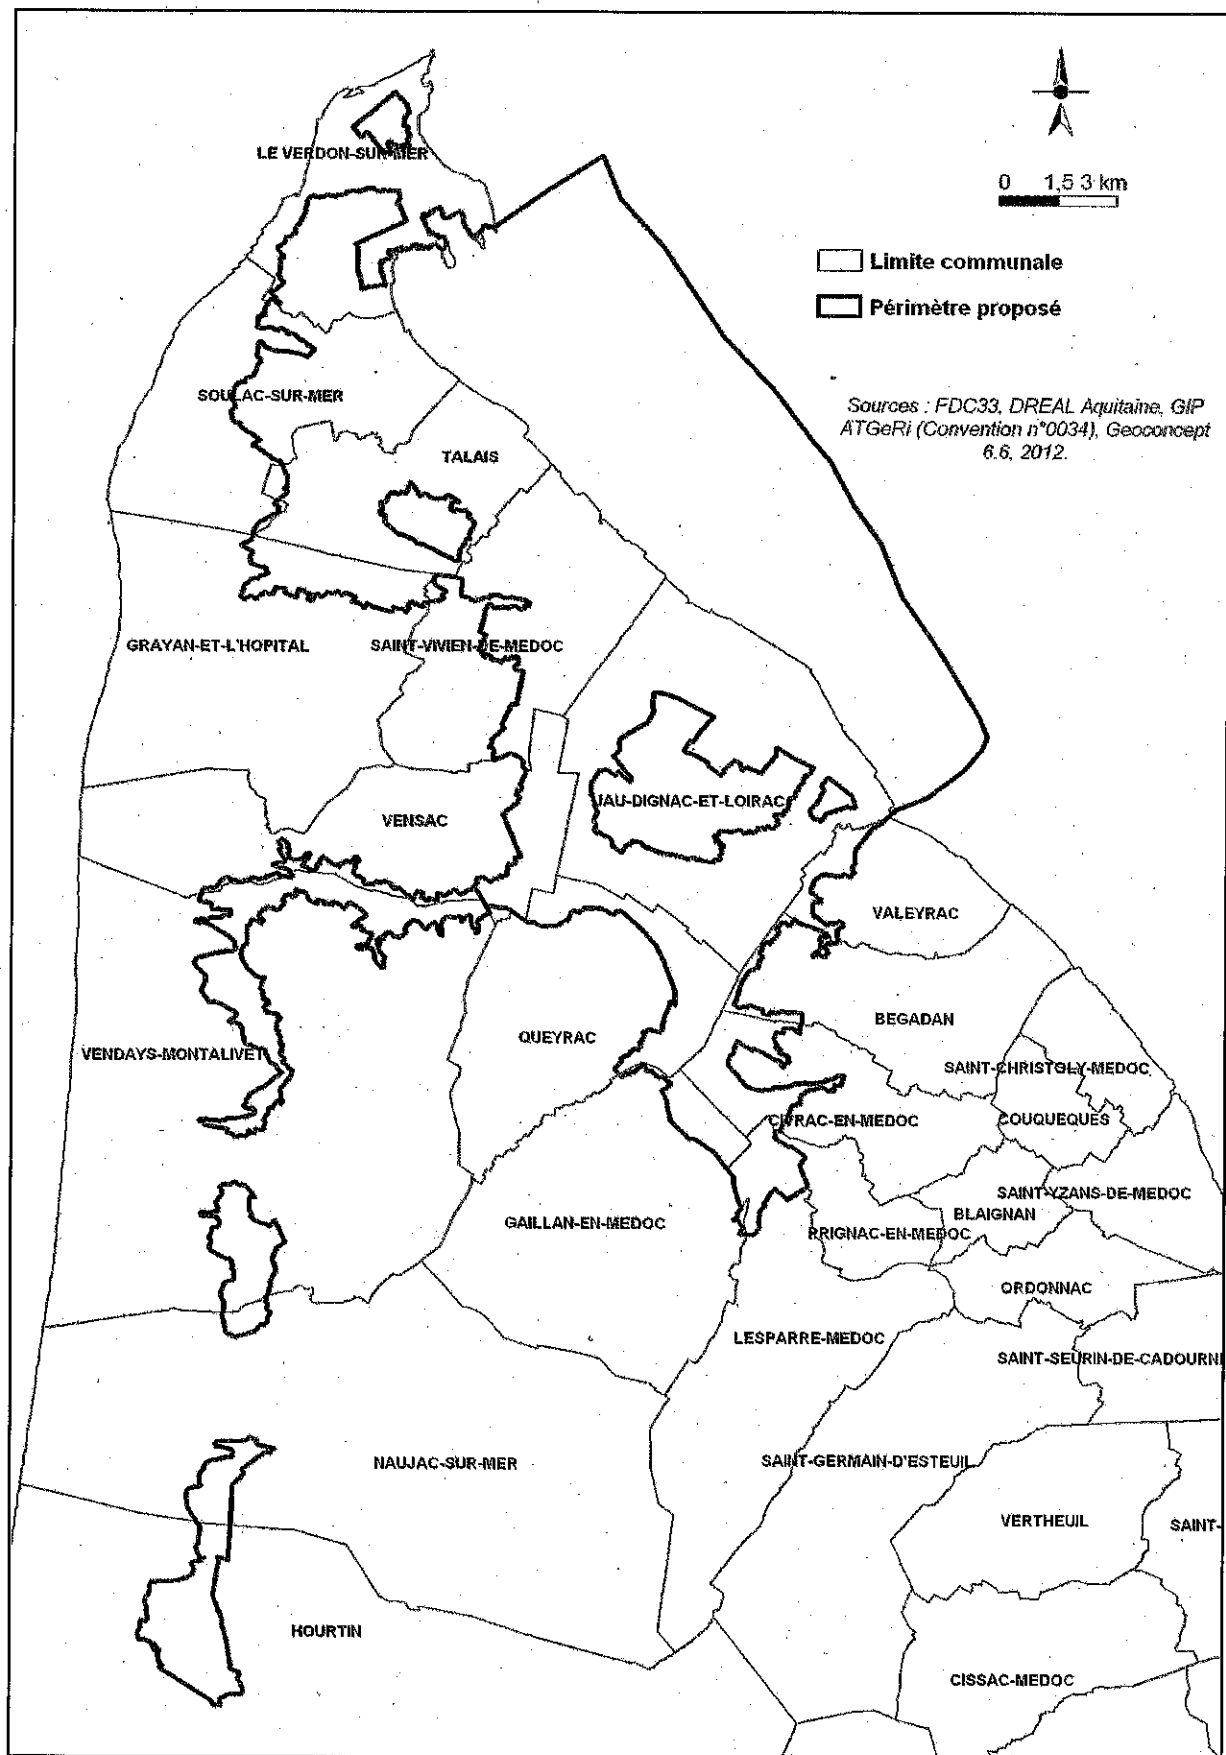 LE VERDON-SUR-MER
0 1,5 3 km
Limite communale
Périmètre proposé
Sources : FDC33, DREAL Aquitaine, GIP
ATGeRi (Convention n°0034), Geoconcept
6.6, 2012.
SOULAC-SUR-MER
TALAIS
GRAYAN-ET-L'HOPITAL
SAINT-VIVIEN-DE-MEDOC
JAU-DIGNAC-ET-LOIRAC
VENSAC
VALEYRAC
BEGADAN
QUEYRAC
VENDAYS-MONTALIVET
SAINT-CHRISTOLY-MEDOC
CIVRAC-EN-MEDOC
COUQUEQUES
SAINT-YZANS-DE-MEDOC
BLAIGNAN
GAILLAN-EN-MEDOC
PRIGNAC-EN-MEDOC
ORDONNAC
LESPARRE-MEDOC
SAINT-SEURIN-DE-CADOURN
NAUJAC-SUR-MER
SAINT-GERMAIN-D'ESTEUIL
VERTHEUIL
SAINT-
HOURTIN
CISSAC-MEDOC